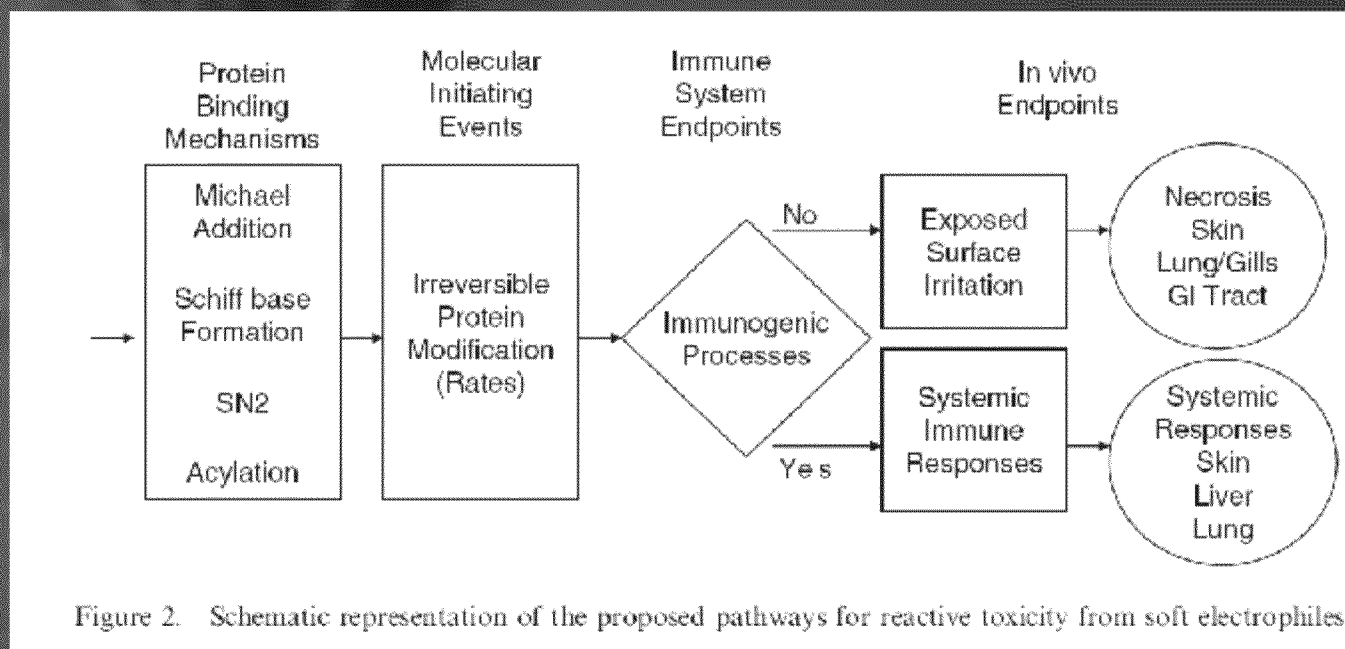 Protein
Binding
Mechanisms
Molecular
Initiating
Events
Immune
System
Endpoints
In vivo
Endpoints
Michael
Addition
Schiff base
Formation
SN2
Acylation
Irreversible
Protein
Modification
(Rates)
Immunogenic
Processes
No
Yes
Exposed
Surface
Irritation
Systemic
Immune
Responses
Necrosis
Skin
Lung/Gills
GI Tract
Systemic
Responses
Skin
Liver
Lung
Figure 2. Schematic representation of the proposed pathways for reactive toxicity from soft electrophiles